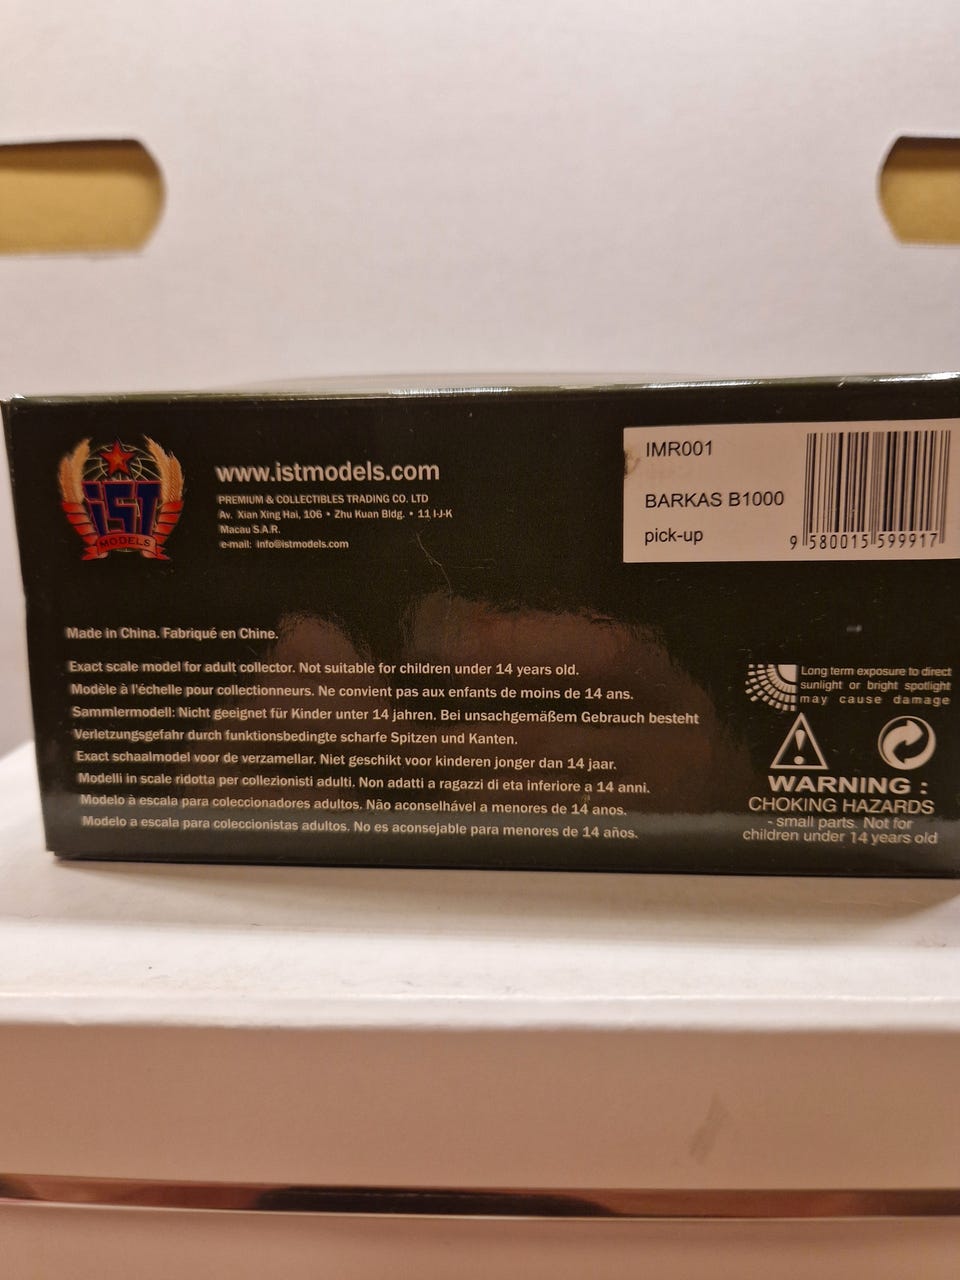 iST
MODELS
www.istmodels.com
PREMIUM & COLLECTIBLES TRADING CO. LTD
Av. Xian Xing Hai, 106 • Zhu Kuan Bldg. • 11 I-J-K
Macau S.A.R.
e-mail: info@istmodels.com
IMR001
BARKAS B1000
pick-up
9 580015 599917
Made in China. Fabriqué en Chine.
Exact scale model for adult collector. Not suitable for children under 14 years old.
Modèle à l'échelle pour collectionneurs. Ne convient pas aux enfants de moins de 14 ans.
Sammlermodell: Nicht geeignet für Kinder unter 14 jahren. Bei unsachgemäßem Gebrauch besteht
Verletzungsgefahr durch funktionsbedingte scharfe Spitzen und Kanten.
Exact schaalmodel voor de verzamellar. Niet geschikt voor kinderen jonger dan 14 jaar.
Modelli in scale ridotta per collezionisti adulti. Non adatti a ragazzi di eta inferiore a 14 anni.
Modelo à escala para coleccionadores adultos. Não aconselhável a menores de 14 anos.
Modelo a escala para coleccionistas adultos. No es aconsejable para menores de 14 años.
Long term exposure to direct
sunlight or bright spotlight
may cause damage
WARNING :
CHOKING HAZARDS
- small parts. Not for
children under 14 years old